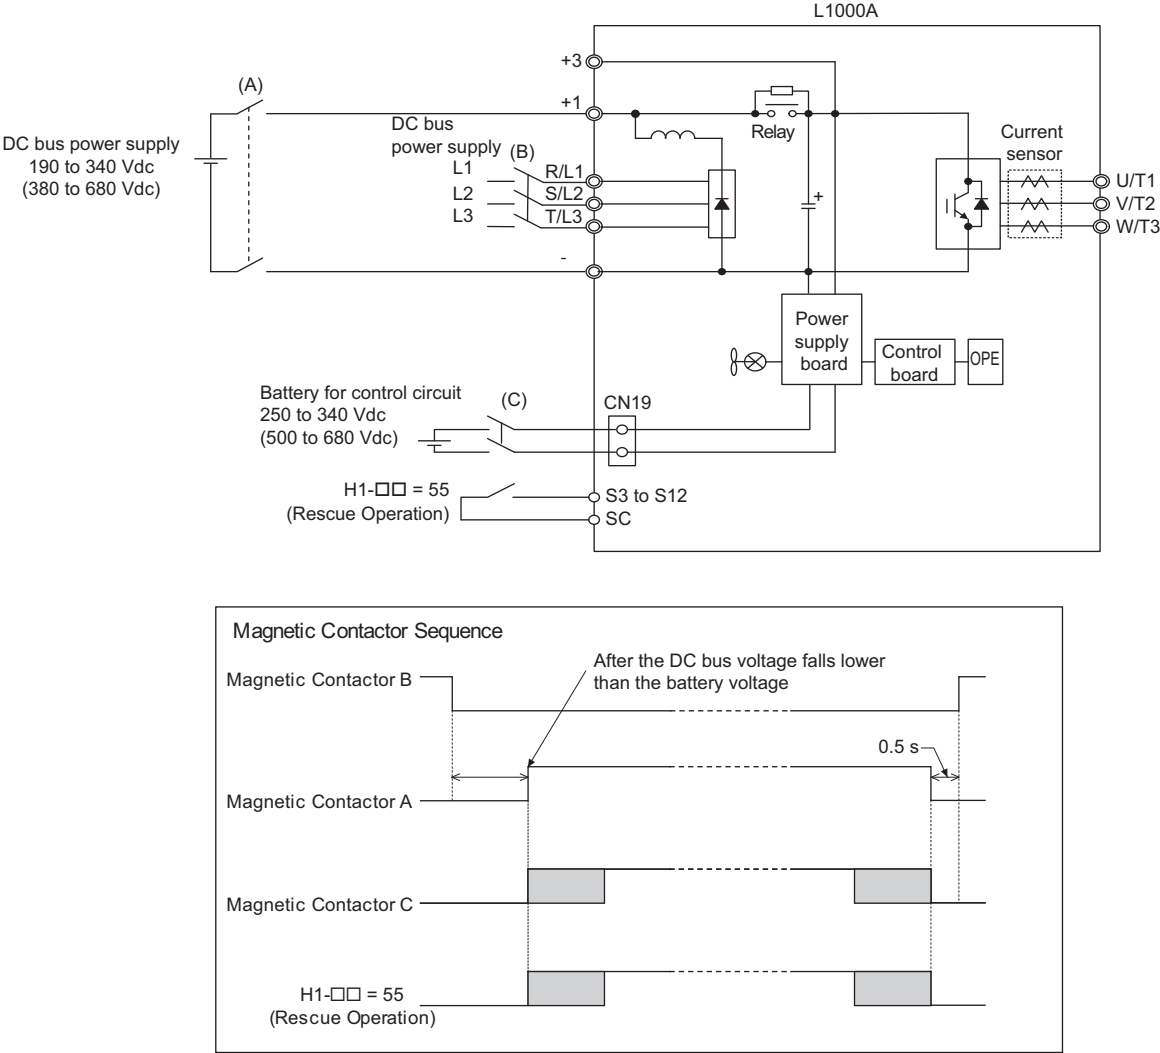 L1000A
+3
(A)
+1
DC bus power supply
190 to 340 Vdc
(380 to 680 Vdc)
DC bus
power supply
(B)
L1
L2
L3
R/L1
S/L2
T/L3
-
Relay
+
Current
sensor
U/T1
V/T2
W/T3
Power
supply
board
Control
board
OPE
Battery for control circuit
250 to 340 Vdc
(500 to 680 Vdc)
(C)
CN19
H1-□□ = 55
(Rescue Operation)
S3 to S12
SC
Magnetic Contactor Sequence
After the DC bus voltage falls lower
than the battery voltage
Magnetic Contactor B
0.5 s
Magnetic Contactor A
Magnetic Contactor C
H1-□□ = 55
(Rescue Operation)